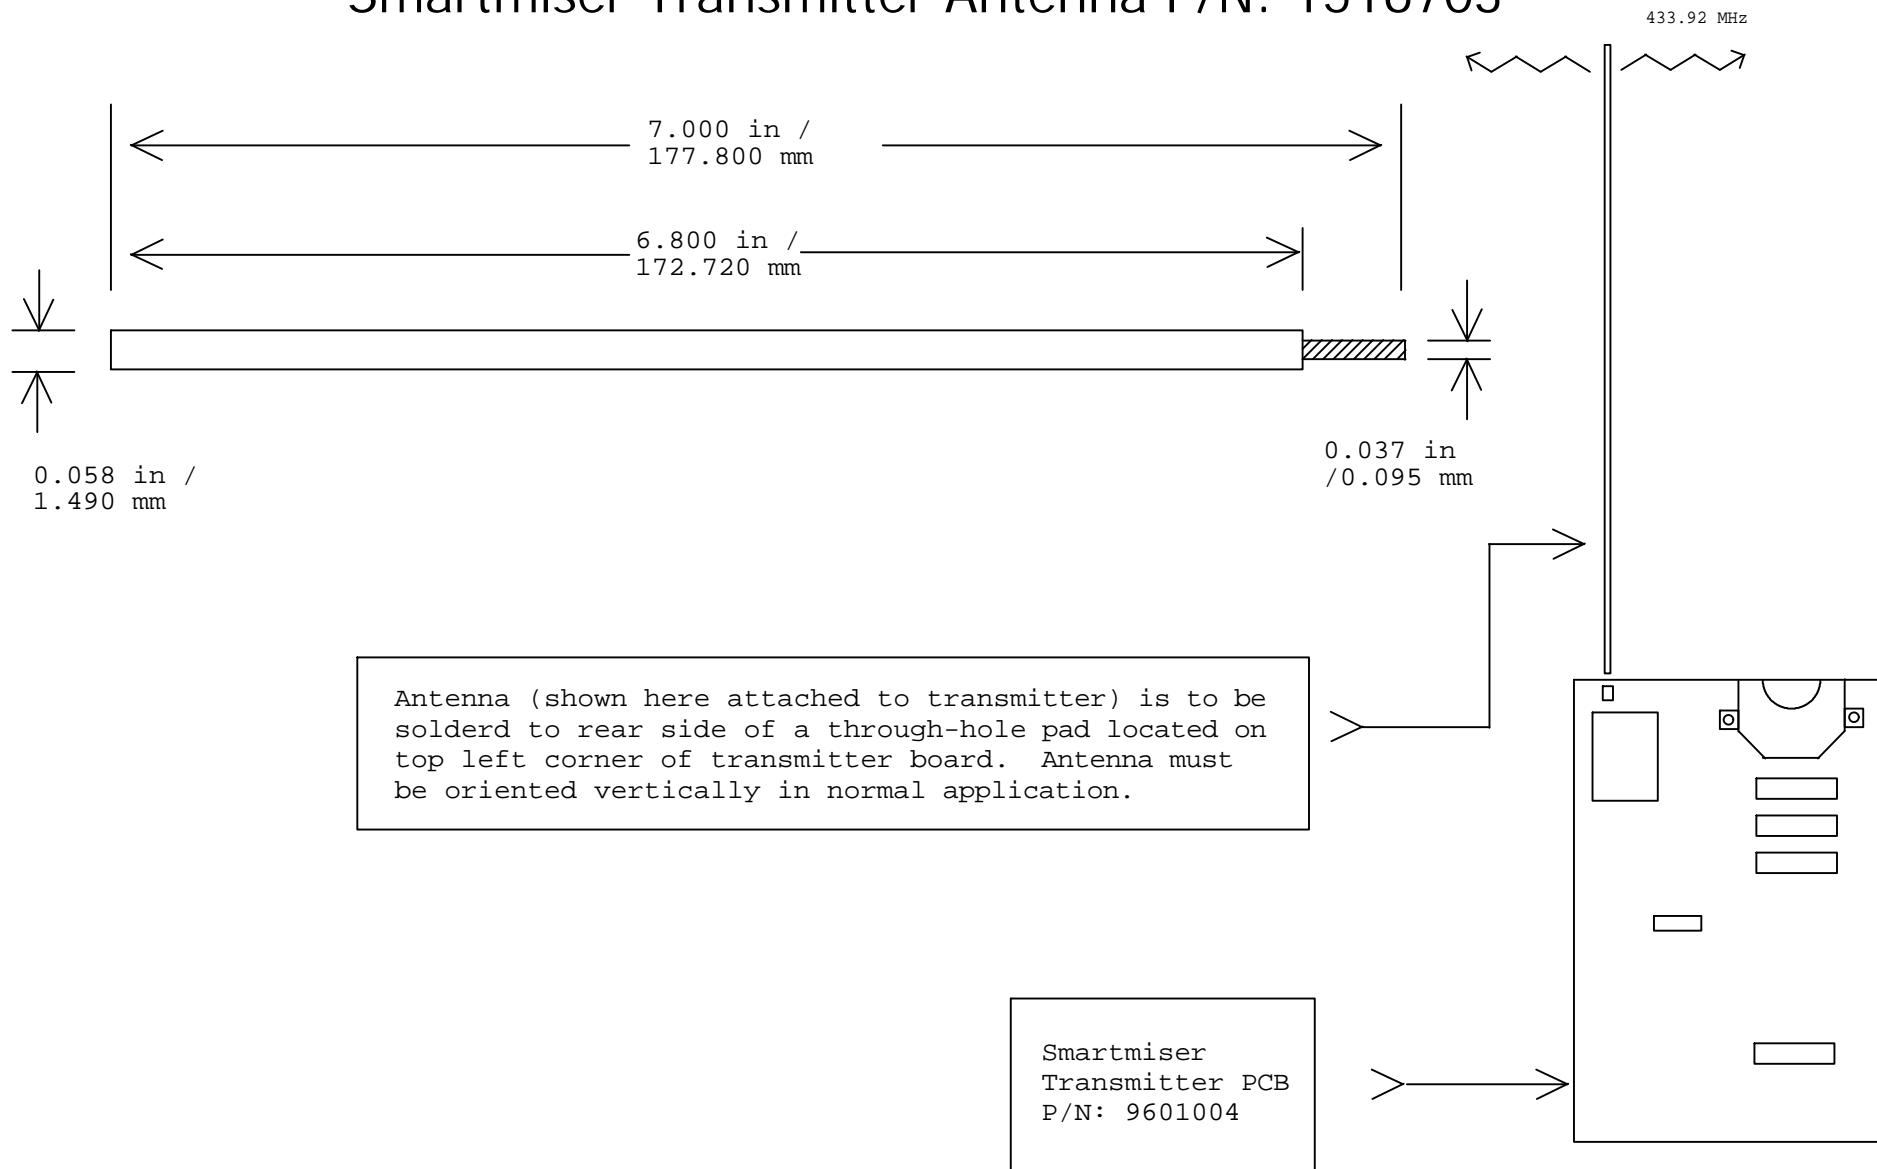 Smartmiser Transmitter Antenna P/N:
433.92 MHz
7.000 in /
177.800 mm
6.800 in /
172.720 mm
0.058 in /
1.490 mm
0.037 in
/0.095 mm
Antenna (shown here attached to transmitter) is to be
solderd to rear side of a through-hole pad located on
top left corner of transmitter board. Antenna must
be oriented vertically in normal application.
Smartmiser
Transmitter PCB
P/N: 9601004